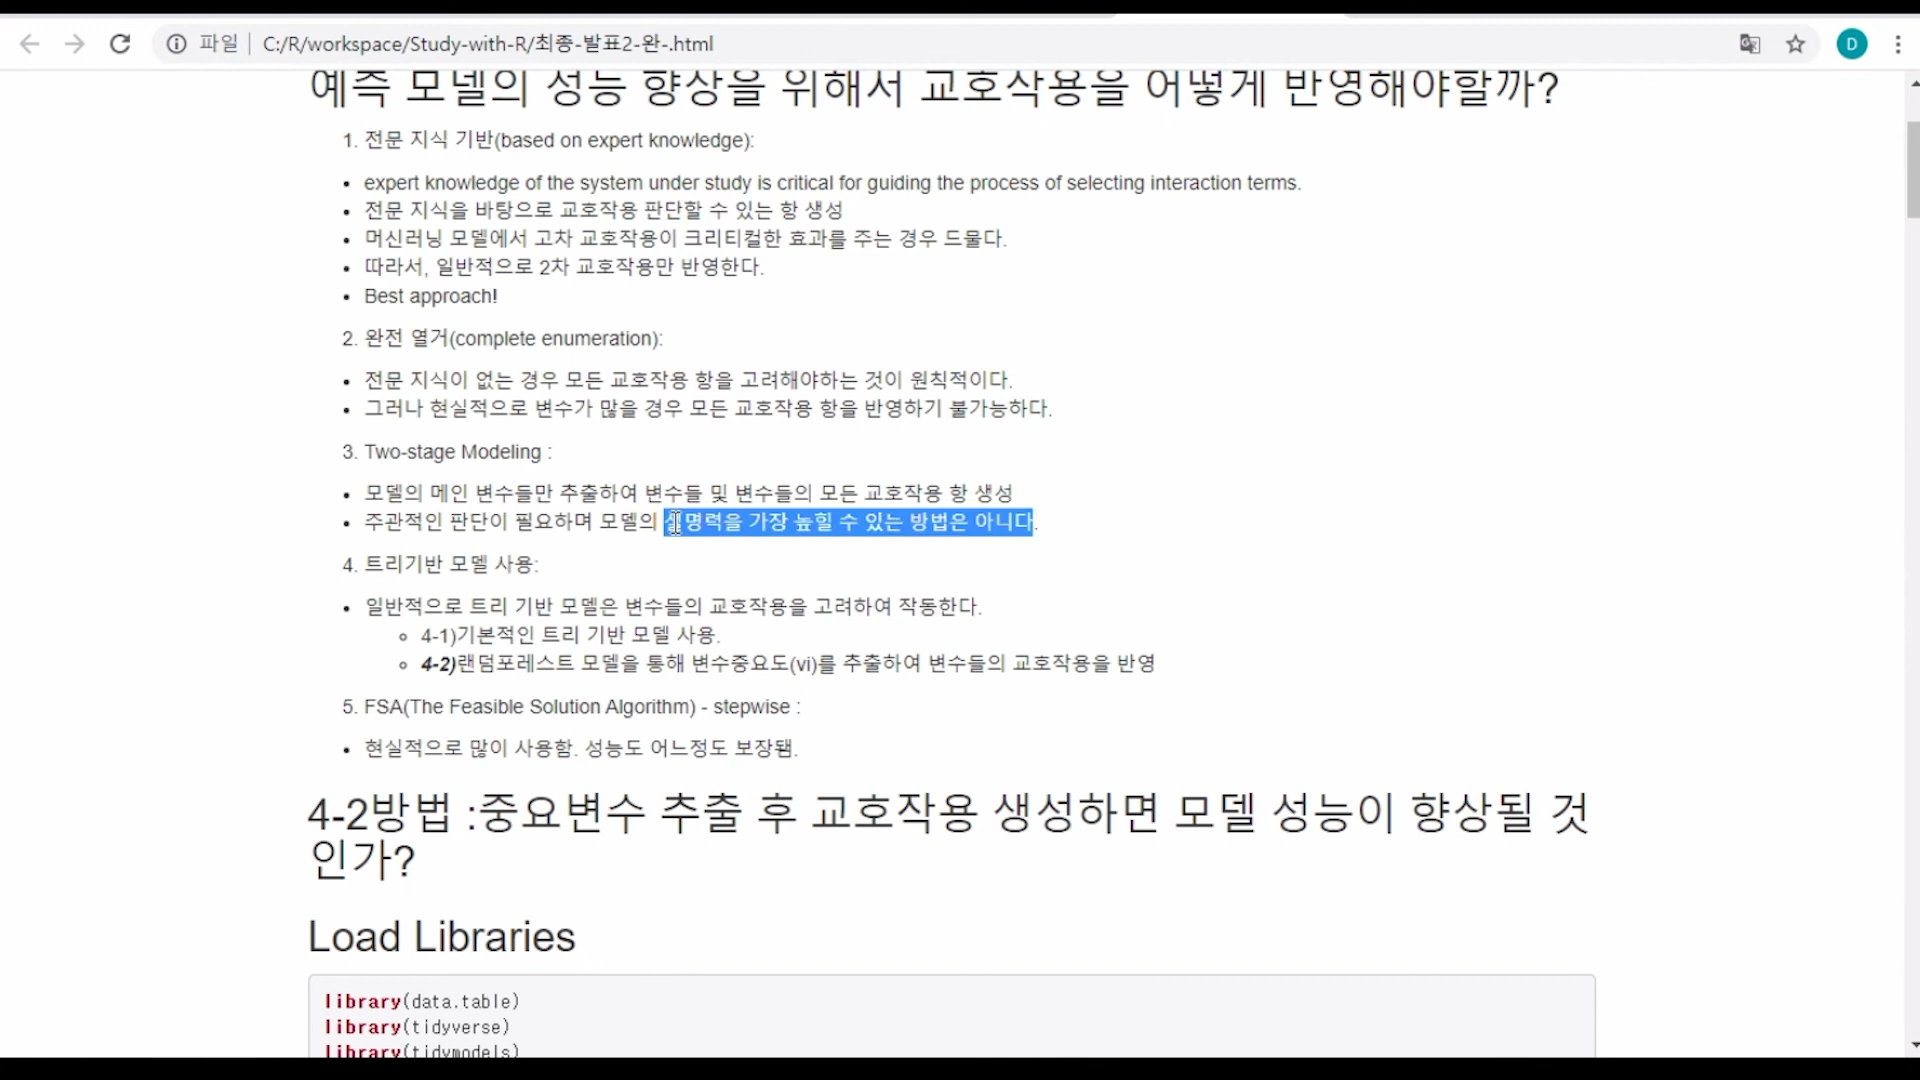 파일 C:/R/workspace/Study-with-R/최종-발표2-완-.html
D
예측 모델의 성능 향상을 위해서 교호작용을 어떻게 반영해야할까?
1. 전문 지식 기반(based on expert knowledge):
• expert knowledge of the system under study is critical for guiding the process of selecting interaction terms.
• 전문 지식을 바탕으로 교호작용 판단할 수 있는 항 생성
• 머신러닝 모델에서 고차 교호작용이 크리티컬한 효과를 주는 경우 드물다.
• 따라서, 일반적으로 2차 교호작용만 반영한다.
• Best approach!
2. 완전 열거(complete enumeration):
• 전문 지식이 없는 경우 모든 교호작용 항을 고려해야하는 것이 원칙적이다.
• 그러나 현실적으로 변수가 많을 경우 모든 교호작용 항을 반영하기 불가능하다.
3. Two-stage Modeling :
• 모델의 메인 변수들만 추출하여 변수들 및 변수들의 모든 교호작용 항 생성
• 주관적인 판단이 필요하며 모델의 설명력을 가장 높힐 수 있는 방법은 아니다.
4. 트리기반 모델 사용:
• 일반적으로 트리 기반 모델은 변수들의 교호작용을 고려하여 작동한다.
○ 4-1)기본적인 트리 기반 모델 사용.
○ 4-2)랜덤포레스트 모델을 통해 변수중요도(vi)를 추출하여 변수들의 교호작용을 반영
5. FSA(The Feasible Solution Algorithm) - stepwise :
• 현실적으로 많이 사용함. 성능도 어느정도 보장됌.
4-2방법 :중요변수 추출 후 교호작용 생성하면 모델 성능이 향상될 것
인가?
Load Libraries
library(data.table)
library(tidyverse)
library(tidymodels)